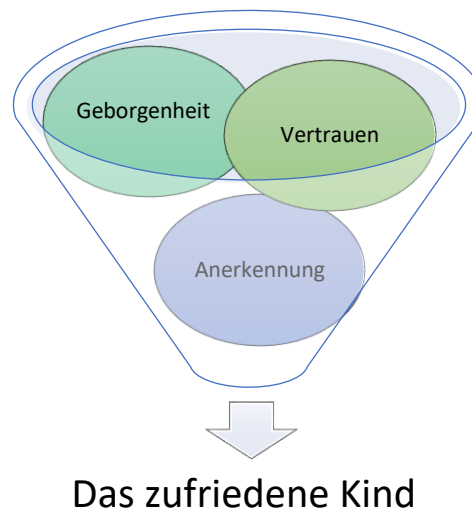 Geborgenheit
Vertrauen
Anerkennung
Das zufriedene Kind